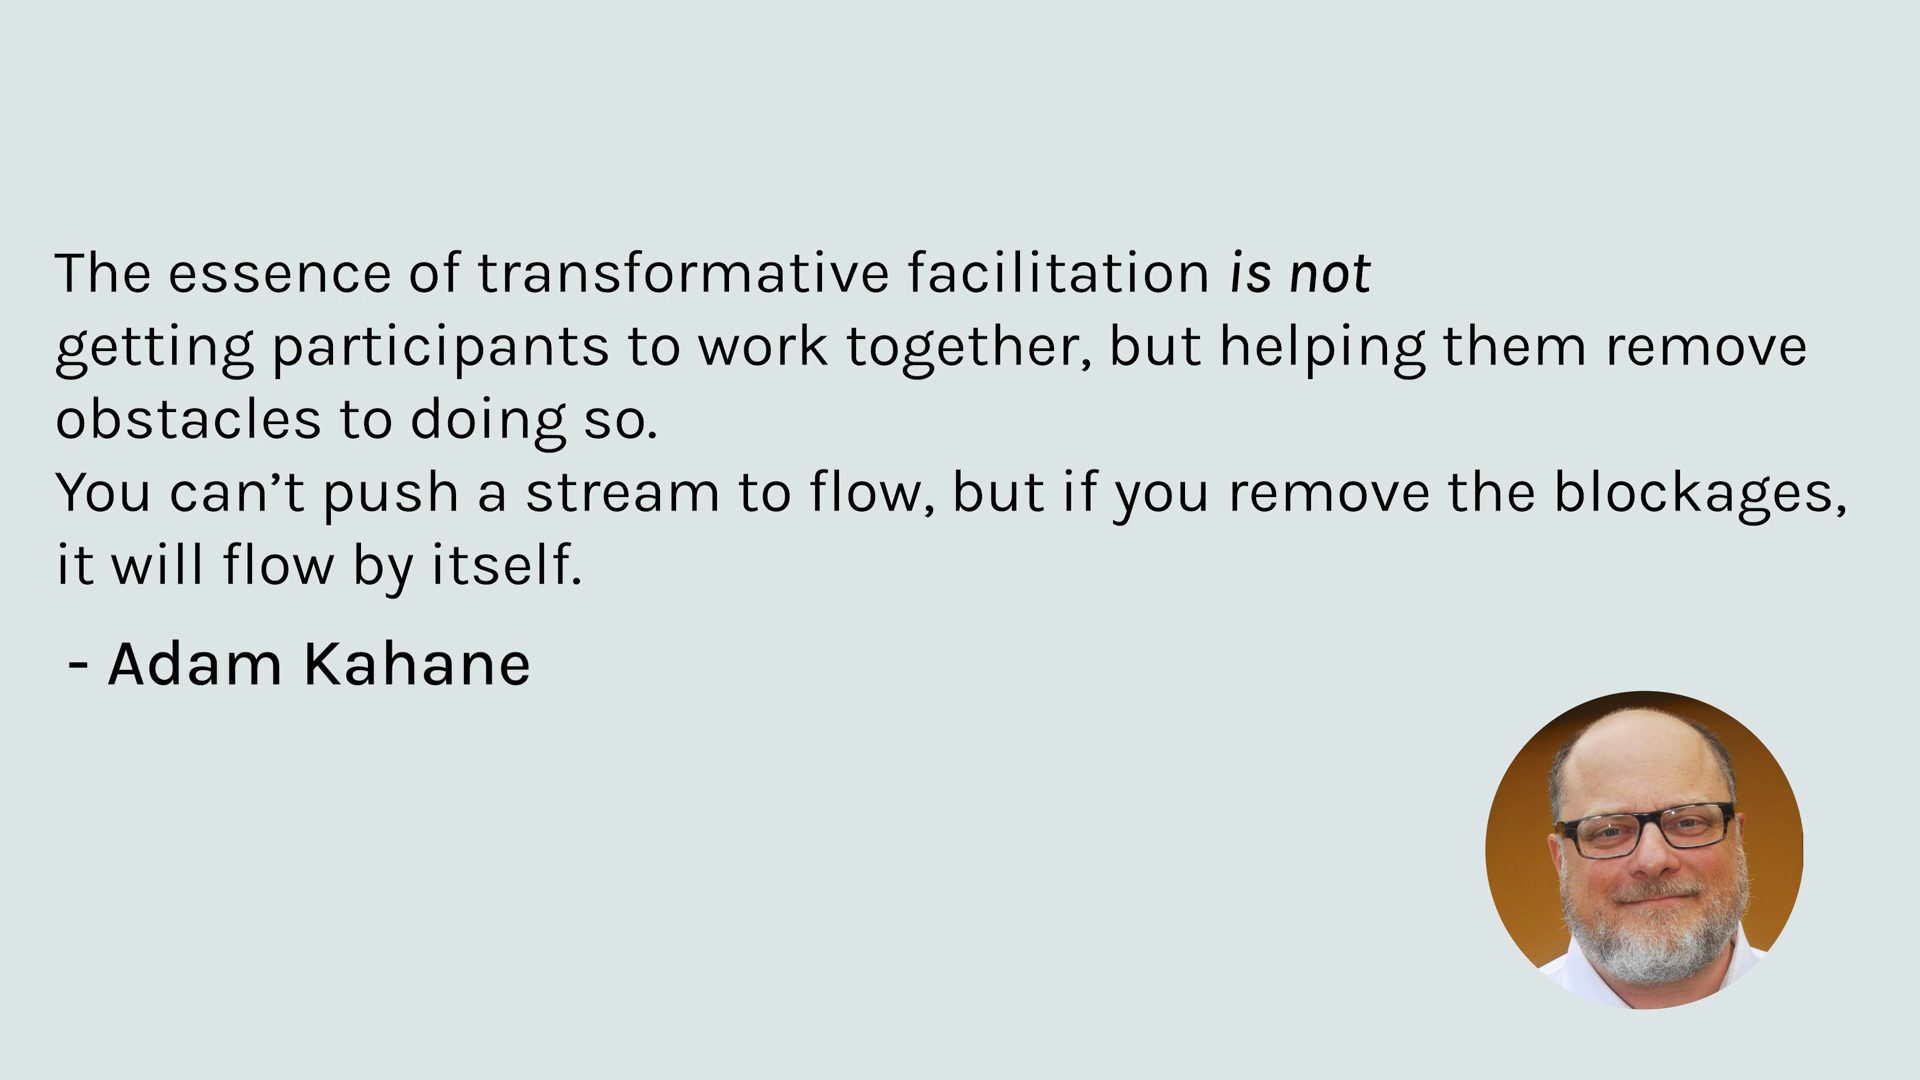 The essence of transformative facilitation is not
getting participants to work together, but helping them remove
obstacles to doing so.
You can’t push a stream to flow, but if you remove the blockages,
it will flow by itself.
- Adam Kahane